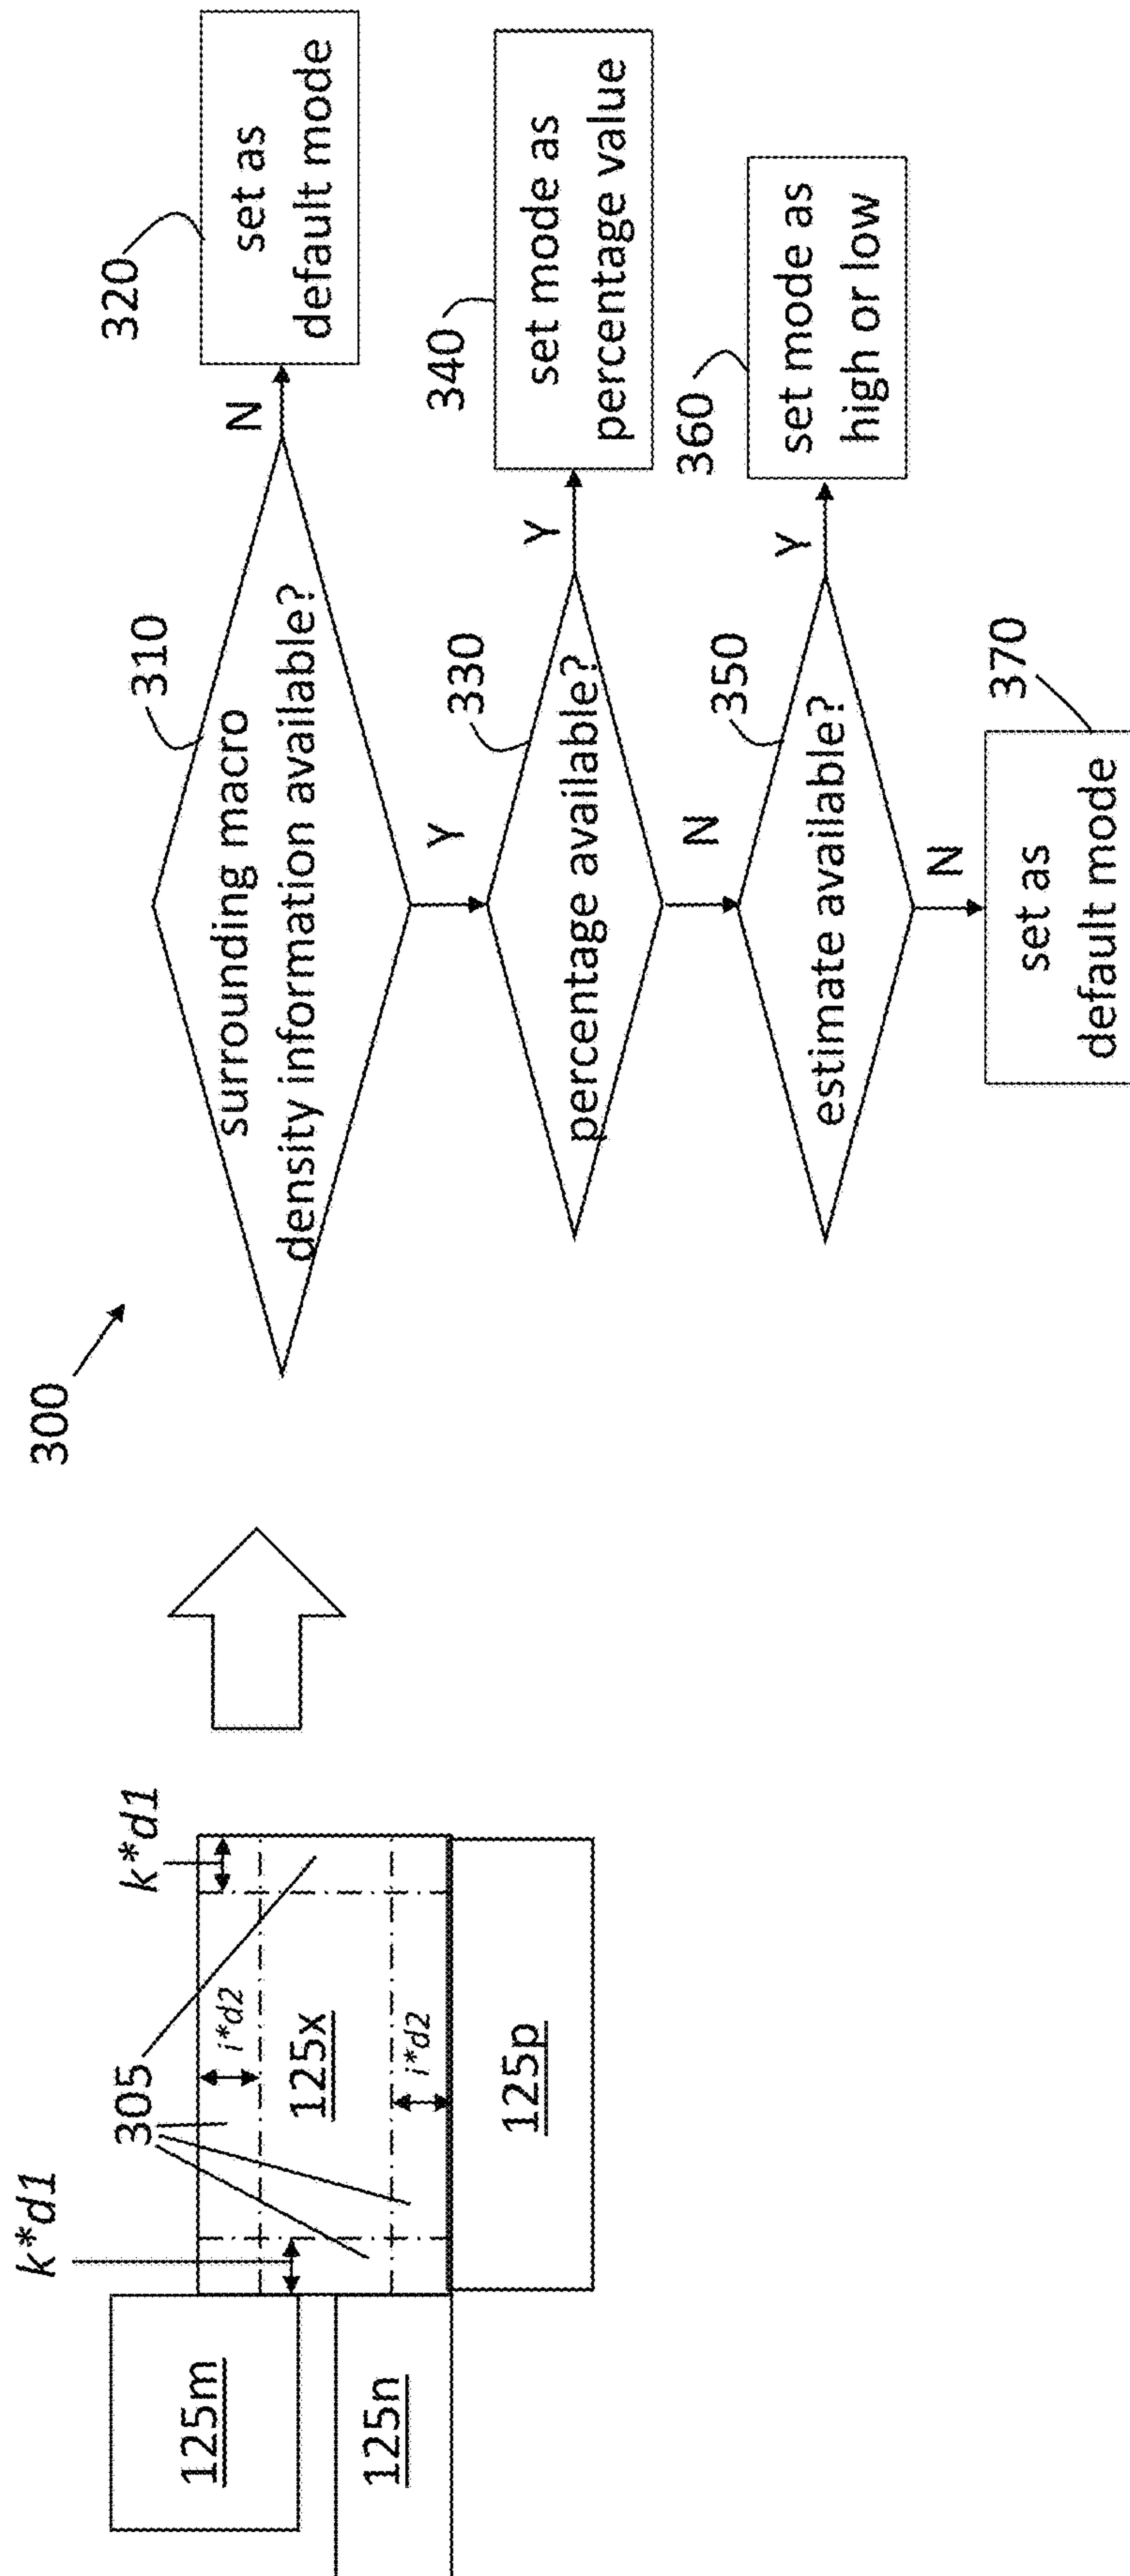 k*d1
k*d1
305
i*d2
i*d2
125x
125m
125n
125p
300
310
surrounding macro
density information available?
N
320
set as
default mode
Y
330
percentage available?
Y
340
set mode as
percentage value
N
350
estimate available?
Y
360
set mode as
high or low
N
370
set as
default mode